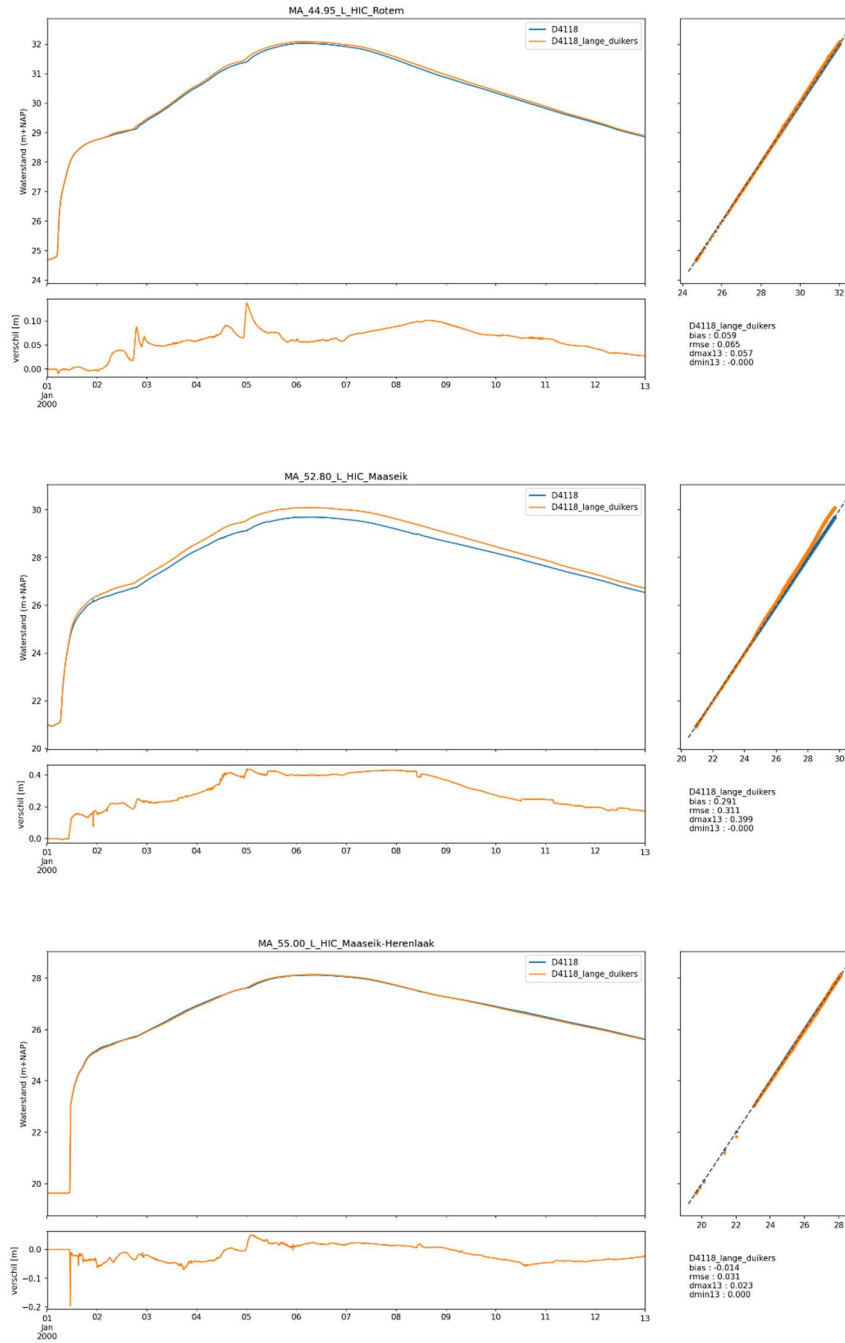 MA_44.95_L_HIC_Rotem
D4118
D4118_lange_duikers
Waterstand (m+NAP)
32
31
30
29
28
27
26
25
24
24 26 28 30 32
verschil [m]
0.10
0.05
0.00
01 02 03 04 05 06 07 08 09 10 11 12 13
Jan
2000
D4118_lange_duikers
bias : 0.059
rmse : 0.065
dmax13 : 0.057
dmin13 : -0.000
MA_52.80_L_HIC_Maaseik
D4118
D4118_lange_duikers
Waterstand (m+NAP)
30
28
26
24
22
20
20 22 24 26 28 30
verschil [m]
0.4
0.2
0.0
01 02 03 04 05 06 07 08 09 10 11 12 13
Jan
2000
D4118_lange_duikers
bias : 0.291
rmse : 0.311
dmax13 : 0.399
dmin13 : -0.000
MA_55.00_L_HIC_Maaseik-Herenlaak
D4118
D4118_lange_duikers
Waterstand (m+NAP)
28
26
24
22
20
20 22 24 26 28
verschil [m]
0.0
−0.1
−0.2
01 02 03 04 05 06 07 08 09 10 11 12 13
Jan
2000
D4118_lange_duikers
bias : -0.014
rmse : 0.031
dmax13 : 0.023
dmin13 : 0.000